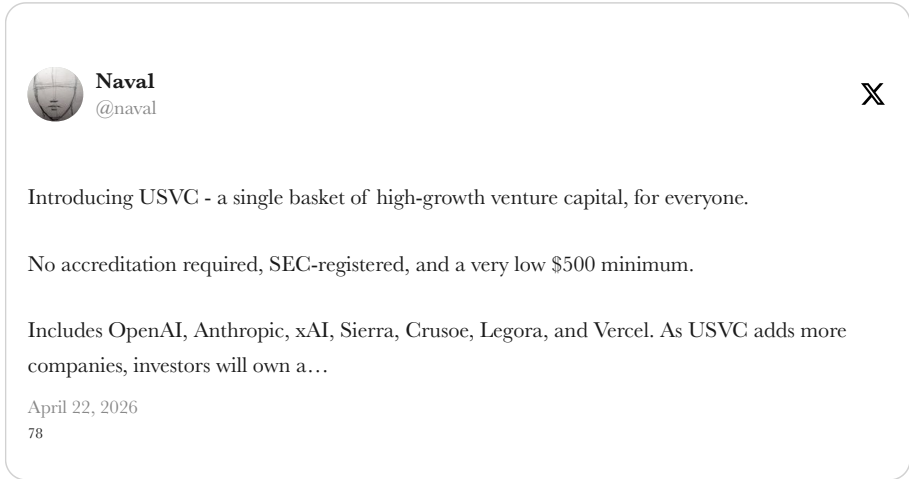 Naval
@naval
Introducing USVC - a single basket of high-growth venture capital, for everyone.
No accreditation required, SEC-registered, and a very low $500 minimum.
Includes OpenAI, Anthropic, xAI, Sierra, Crusoe, Legora, and Vercel. As USVC adds more
companies, investors will own a…
April 22, 2026
78